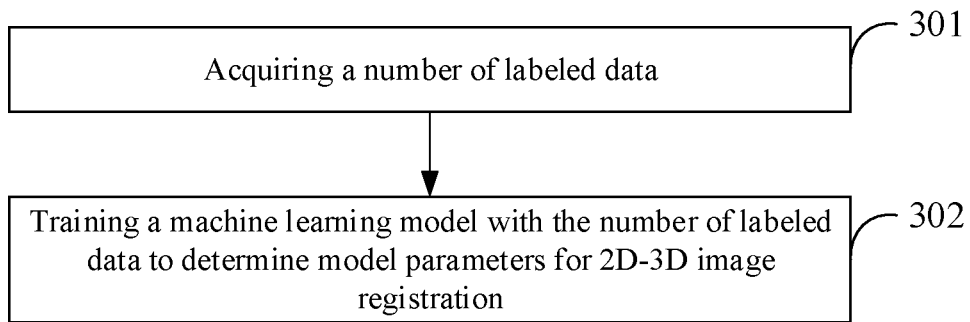 301
Acquiring a number of labeled data
302
Training a machine learning model with the number of labeled
data to determine model parameters for 2D-3D image
registration